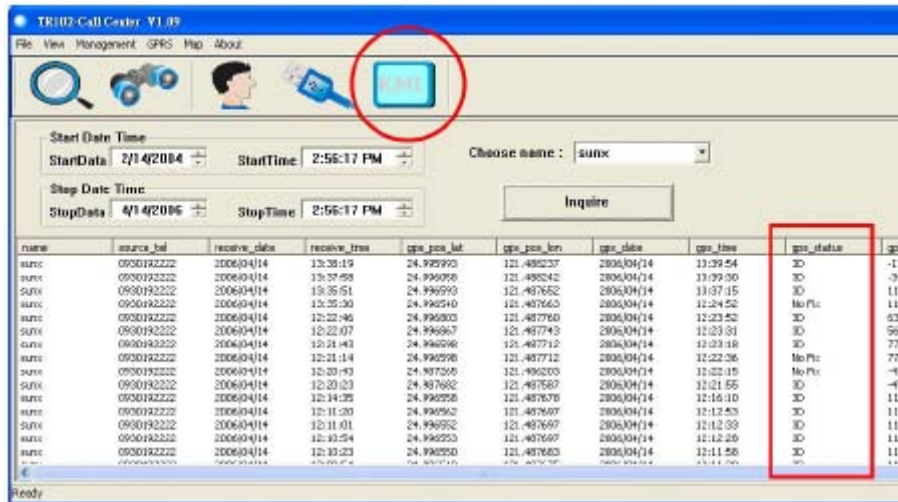 TR102-Call Center V1.09
File View Management GPRS Map About
KML
Start Date Time
StartData 2/14/2004 StartTime 2:56:17 PM Choose name : sunx
Stop Date Time
StopData 4/14/2006 StopTime 2:56:17 PM Inquire
name source_tel receive_date receive_time gps_pos_lat gps_pos_lon gps_date gps_time gps_status
sunx 0930192222 2006/04/14 13:38:19 24.995993 121.488237 2006/04/14 13:39:54 3D
sunx 0930192222 2006/04/14 13:37:58 24.996058 121.488242 2006/04/14 13:39:30 3D
sunx 0930192222 2006/04/14 13:35:51 24.996593 121.487652 2006/04/14 13:37:15 3D
sunx 0930192222 2006/04/14 13:35:30 24.996540 121.487663 2006/04/14 12:24:52 No Fix
sunx 0930192222 2006/04/14 12:22:46 24.996803 121.487760 2006/04/14 12:23:52 3D
sunx 0930192222 2006/04/14 12:22:07 24.996867 121.487743 2006/04/14 12:23:31 3D
sunx 0930192222 2006/04/14 12:21:43 24.996598 121.487712 2006/04/14 12:23:18 3D
sunx 0930192222 2006/04/14 12:21:14 24.996598 121.487712 2006/04/14 12:22:36 No Fix
sunx 0930192222 2006/04/14 12:20:43 24.987265 121.486203 2006/04/14 12:22:15 No Fix
sunx 0930192222 2006/04/14 12:20:23 24.987682 121.487587 2006/04/14 12:21:55 3D
sunx 0930192222 2006/04/14 12:14:35 24.996558 121.487678 2006/04/14 12:16:10 3D
sunx 0930192222 2006/04/14 12:11:20 24.996562 121.487697 2006/04/14 12:12:53 3D
sunx 0930192222 2006/04/14 12:11:01 24.996552 121.487697 2006/04/14 12:12:33 3D
sunx 0930192222 2006/04/14 12:10:54 24.996553 121.487697 2006/04/14 12:12:28 3D
sunx 0930192222 2006/04/14 12:10:23 24.996550 121.487683 2006/04/14 12:11:58 3D
Ready